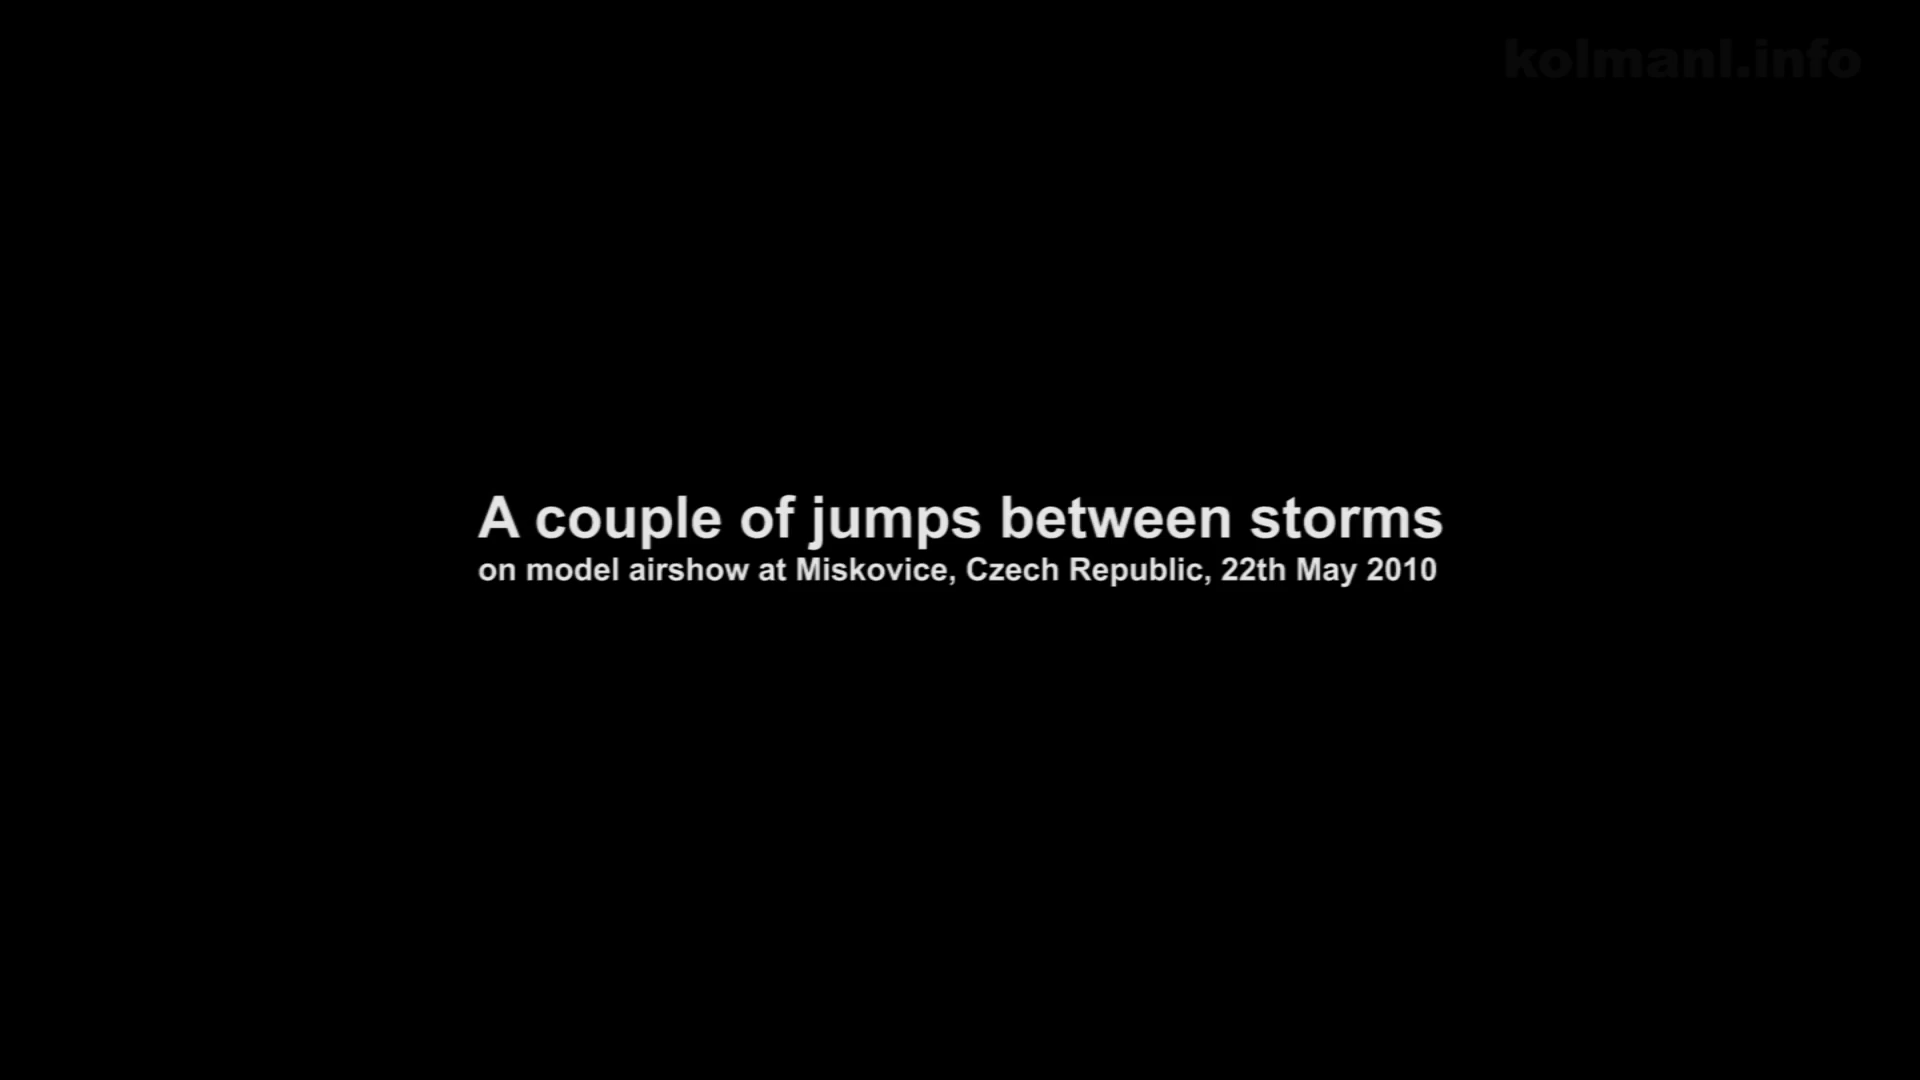 kolmanl.info
A couple of jumps between storms
on model airshow at Miskovice, Czech Republic, 22th May 2010